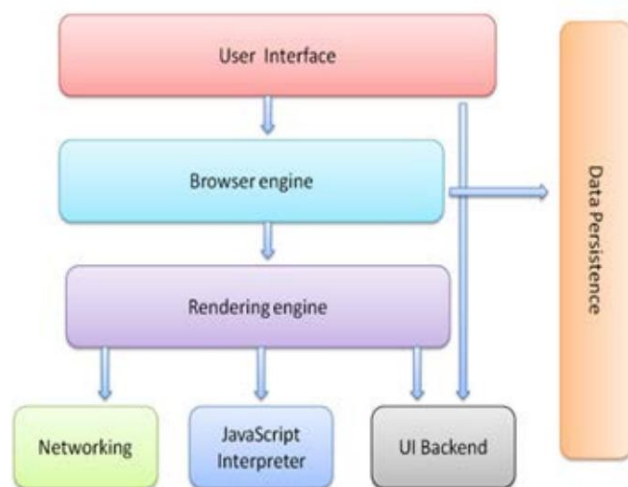 User Interface
Browser engine
Data Persistence
Rendering engine
Networking
JavaScript
Interpreter
UI Backend